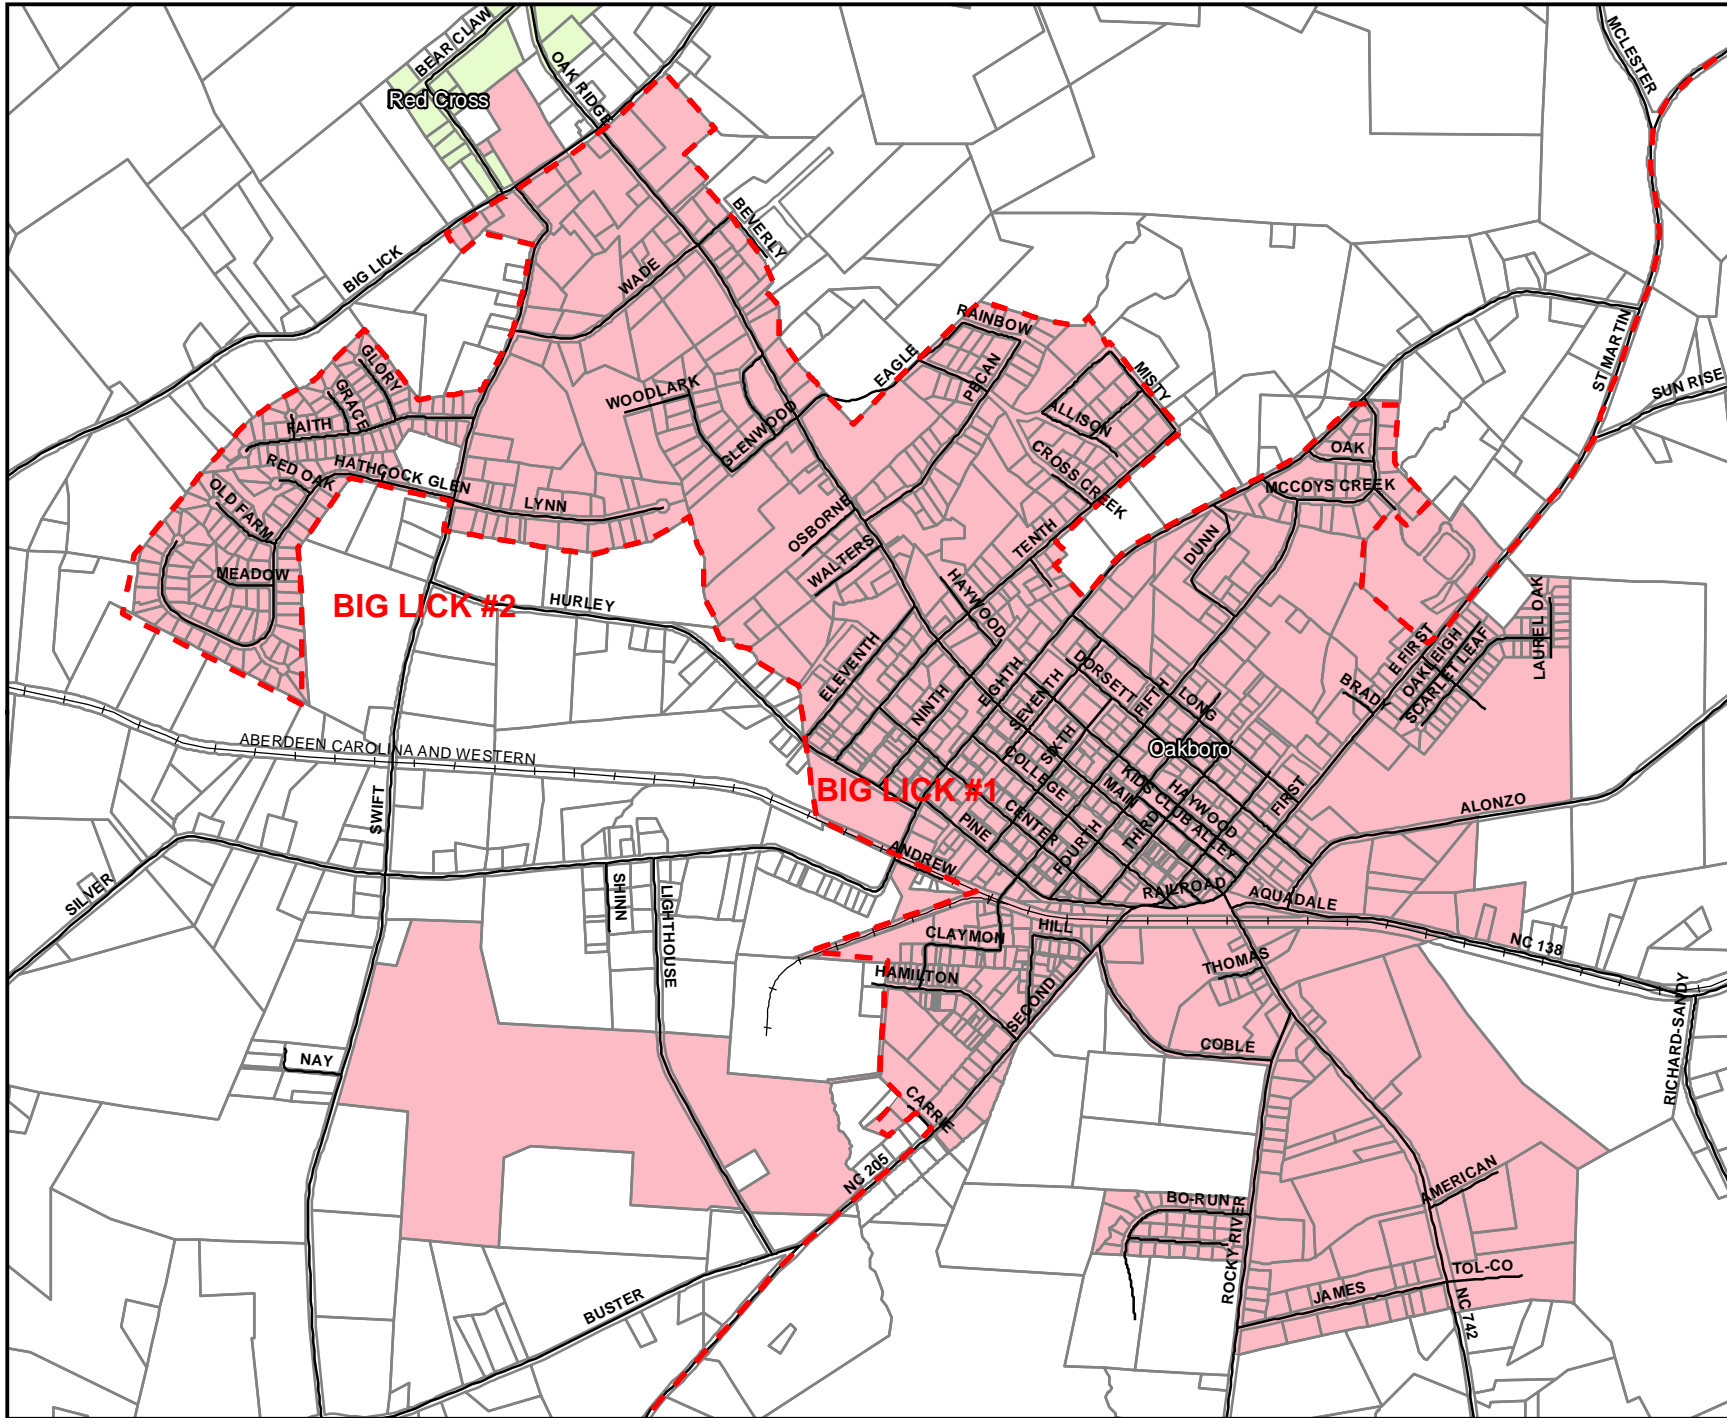 BEAR CLAW
Red Cross
OAK RIDGE
MCLESTER
BEVERLY
BIG LICK
WADE
RAINBOW
EAGLE
PECAN
MISTY
ST MARTIN
SUN RISE
GLORY
GRACE
FAITH
WOODLARK
GLENWOOD
ALLISON
CROSS CREEK
OAK
MCCOYS CREEK
RED OAK
HATHCOCK GLEN
OLD FARM
LYNN
OSBORNE
WALTERS
TENTH
DUNN
MEADOW
BIG LICK #2
HURLEY
HAYWOOD
LAUREL OAK
ELEVENTH
NINTH
EIGHTH
SEVENTH
DORSETT
FIFTH
LONG
SIXTH
E FIRST
OAKLEIGH
SCARLET LEAF
BRADY
ABERDEEN CAROLINA AND WESTERN
Oakboro
BIG LICK #1
COLLEGE
MAIN
KIDS CLUB ALLEY
HAYWOOD
FIRST
ALONZO
SWIFT
PINE
CENTER
FOURTH
THIRD
ANDREW
RAILROAD
AQUADALE
SILVER
SHINN
LIGHTHOUSE
CLAYMON
HILL
HAMILTON
SECOND
THOMAS
NC 138
RICHARD-SANDY
COBLE
NAY
CARRIE
NC 205
BO-RUN
ROCKY RIVER
AMERICAN
TOL-CO
JAMES
NC 742
BUSTER